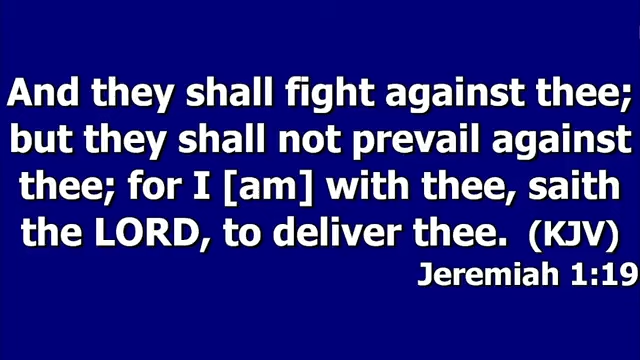 And they shall fight against thee;
but they shall not prevail against
thee; for I [am] with thee, saith
the LORD, to deliver thee. (KJV)
Jeremiah 1:19